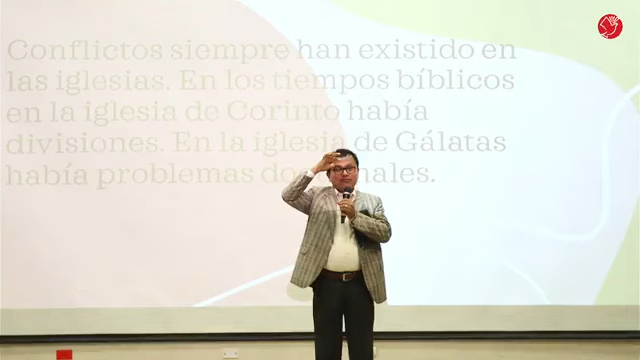 Conflictos siempre han existido en
las iglesias. En los tiempos bíblicos
en la iglesia de Corinto había
divisiones. En la iglesia de Gálatas
había problemas